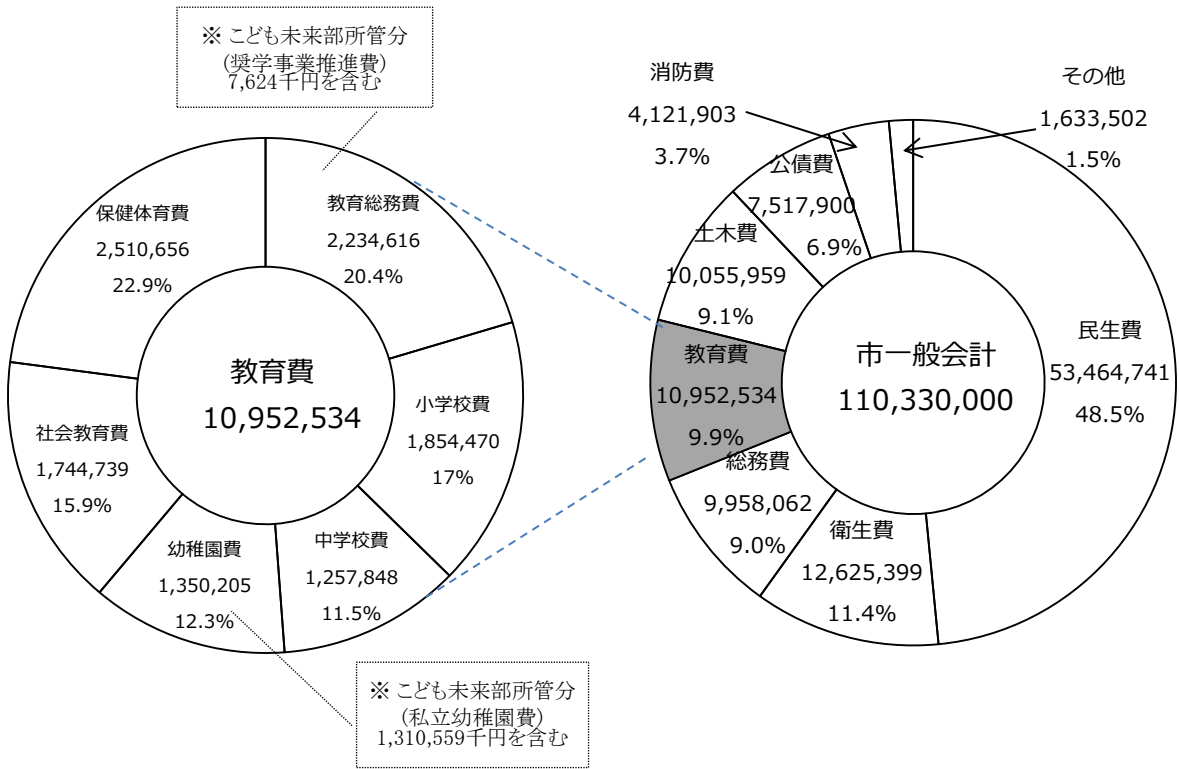 ※ こども未来部所管分
(奨学事業推進費)
7,624千円を含む
教育費
10,952,534
教育総務費
2,234,616
20.4%
小学校費
1,854,470
17%
中学校費
1,257,848
11.5%
幼稚園費
1,350,205
12.3%
社会教育費
1,744,739
15.9%
保健体育費
2,510,656
22.9%
※ こども未来部所管分
(私立幼稚園費)
1,310,559千円を含む
市一般会計
110,330,000
民生費
53,464,741
48.5%
衛生費
12,625,399
11.4%
総務費
9,958,062
9.0%
教育費
10,952,534
9.9%
土木費
10,055,959
9.1%
公債費
7,517,900
6.9%
消防費
4,121,903
3.7%
その他
1,633,502
1.5%